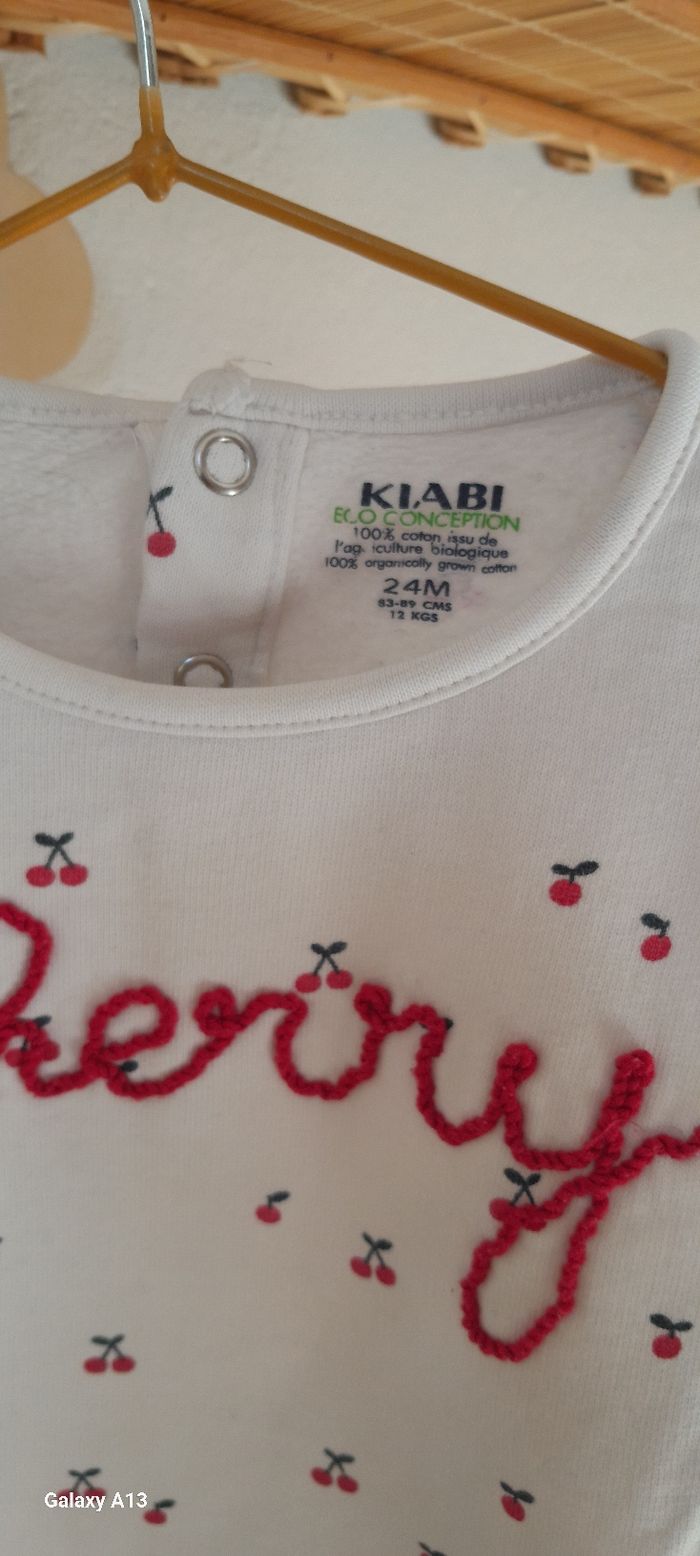 KIABI
ECO CONCEPTION
100% coton issu de
l'agriculture biologique
100% organically grown cotton
24M
83-89 CMS
12 KGS
herry
Galaxy A13